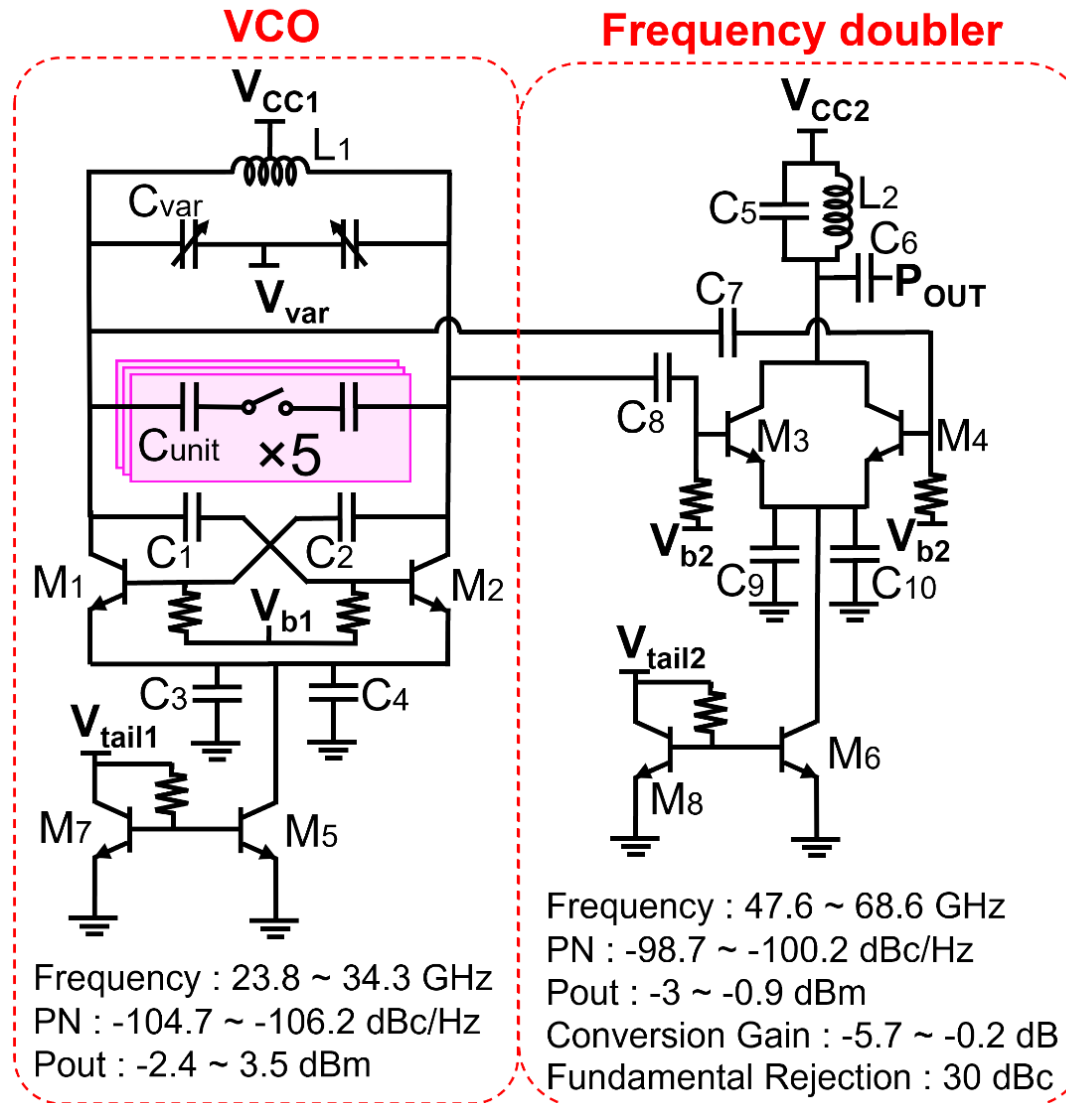 VCO
VCC1
L1
Cvar
Vvar
Cunit
×5
C1
C2
M1
M2
Vb1
C3
C4
Vtail1
M7
M5
Frequency : 23.8 ~ 34.3 GHz
PN : -104.7 ~ -106.2 dBc/Hz
Pout : -2.4 ~ 3.5 dBm
Frequency doubler
VCC2
C5
L2
C6
POUT
C7
C8
M3
M4
Vb2
Vb2
C9
C10
Vtail2
M8
M6
Frequency : 47.6 ~ 68.6 GHz
PN : -98.7 ~ -100.2 dBc/Hz
Pout : -3 ~ -0.9 dBm
Conversion Gain : -5.7 ~ -0.2 dB
Fundamental Rejection : 30 dBc